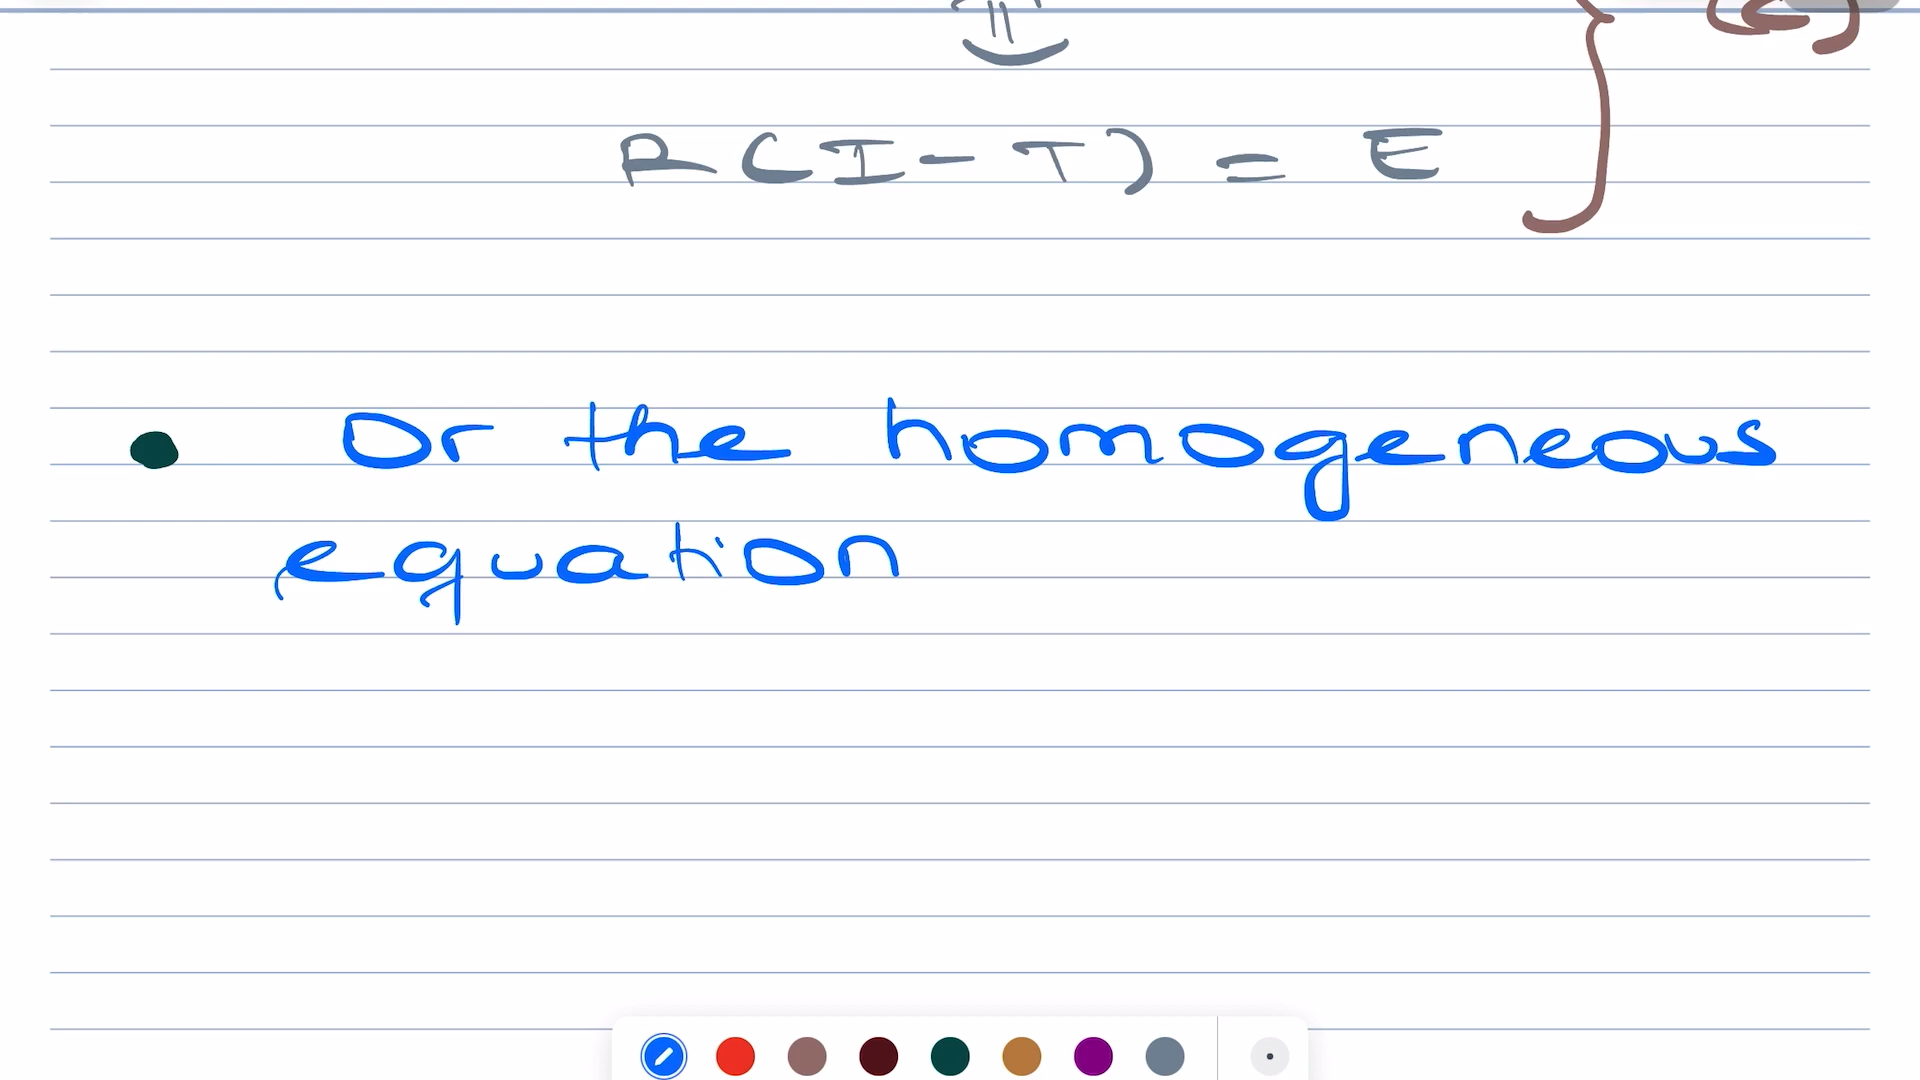 R(I - T) = E
• Or the homogeneous
equation